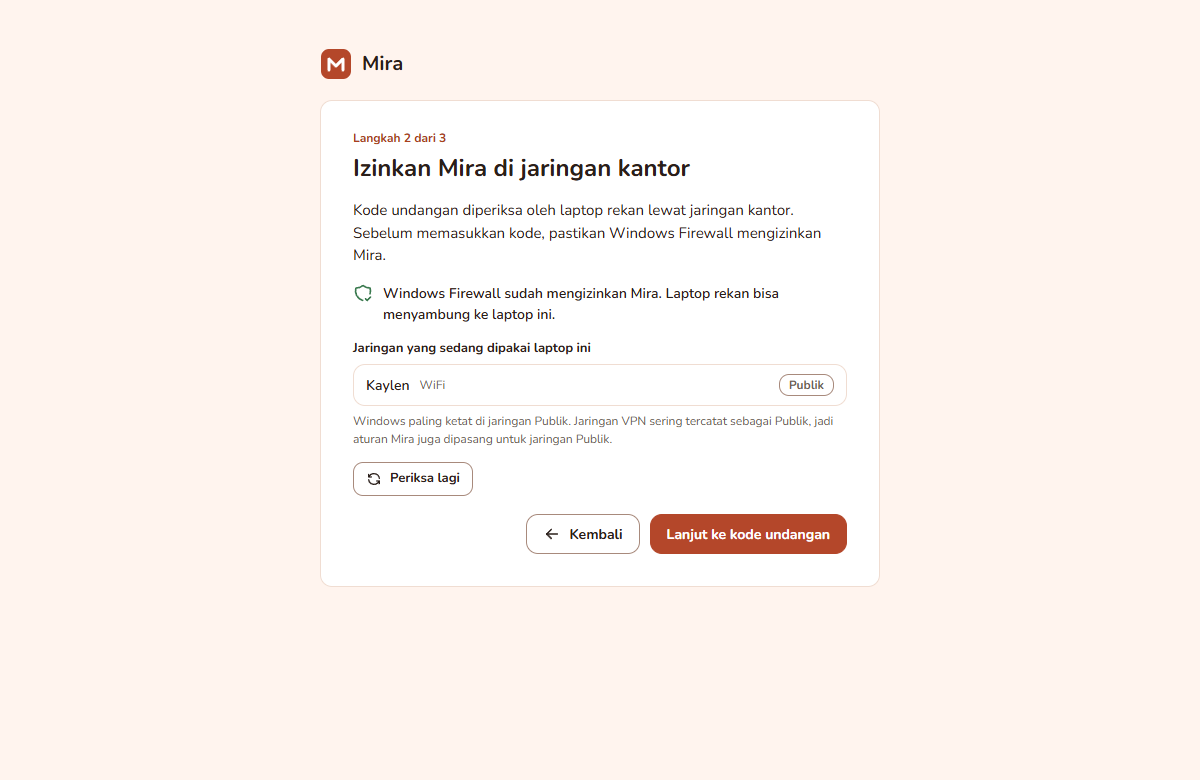 Mira
Langkah 2 dari 3
Izinkan Mira di jaringan kantor
Kode undangan diperiksa oleh laptop rekan lewat jaringan kantor.
Sebelum memasukkan kode, pastikan Windows Firewall mengizinkan
Mira.
Windows Firewall sudah mengizinkan Mira. Laptop rekan bisa
menyambung ke laptop ini.
Jaringan yang sedang dipakai laptop ini
Kaylen WiFi Publik
Windows paling ketat di jaringan Publik. Jaringan VPN sering tercatat sebagai Publik, jadi
aturan Mira juga dipasang untuk jaringan Publik.
Periksa lagi
Kembali Lanjut ke kode undangan